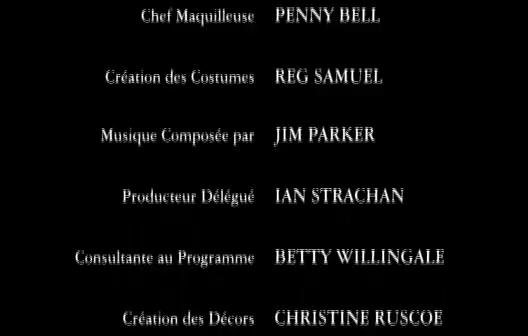 Chef Maquilleuse PENNY BELL
Création des Costumes REG SAMUEL
Musique Composée par JIM PARKER
Producteur Délégué IAN STRACHAN
Consultante au Programme BETTY WILLINGALE
Création des Décors CHRISTINE RUSCOE